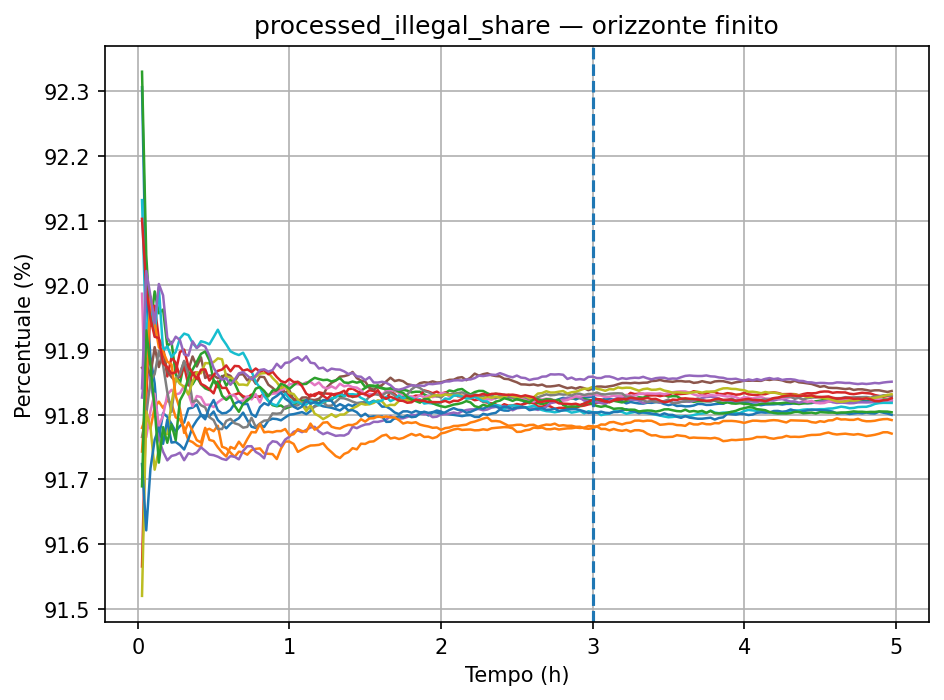 processed_illegal_share — orizzonte finito
Percentuale (%)
92.3
92.2
92.1
92.0
91.9
91.8
91.7
91.6
91.5
0 1 2 3 4 5
Tempo (h)